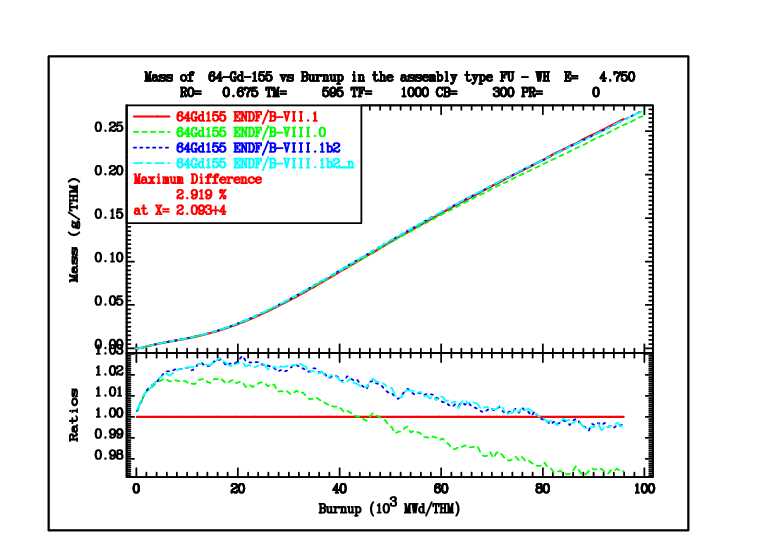 Mass of 64-Gd-155 vs Burnup in the assembly type FU - WH E= 4.750
RO= 0.675 TM= 595 TF= 1000 CB= 300 PR= 0
64Gd155 ENDF/B-VII.1
64Gd155 ENDF/B-VIII.0
64Gd155 ENDF/B-VIII.1b2
64Gd155 ENDF/B-VIII.1b2_n
Maximum Difference
2.919 %
at X= 2.093+4
Mass (g/THM)
0.25
0.20
0.15
0.10
0.05
0.00
1.03
1.02
1.01
1.00
0.99
0.98
Ratios
0 20 40 60 80 100
Burnup (10^3 MWd/THM)